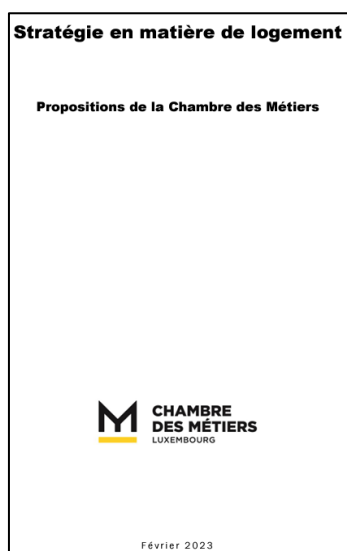 Stratégie en matière de logement
Propositions de la Chambre des Métiers
CHAMBRE
DES MÉTIERS
LUXEMBOURG
Février 2023